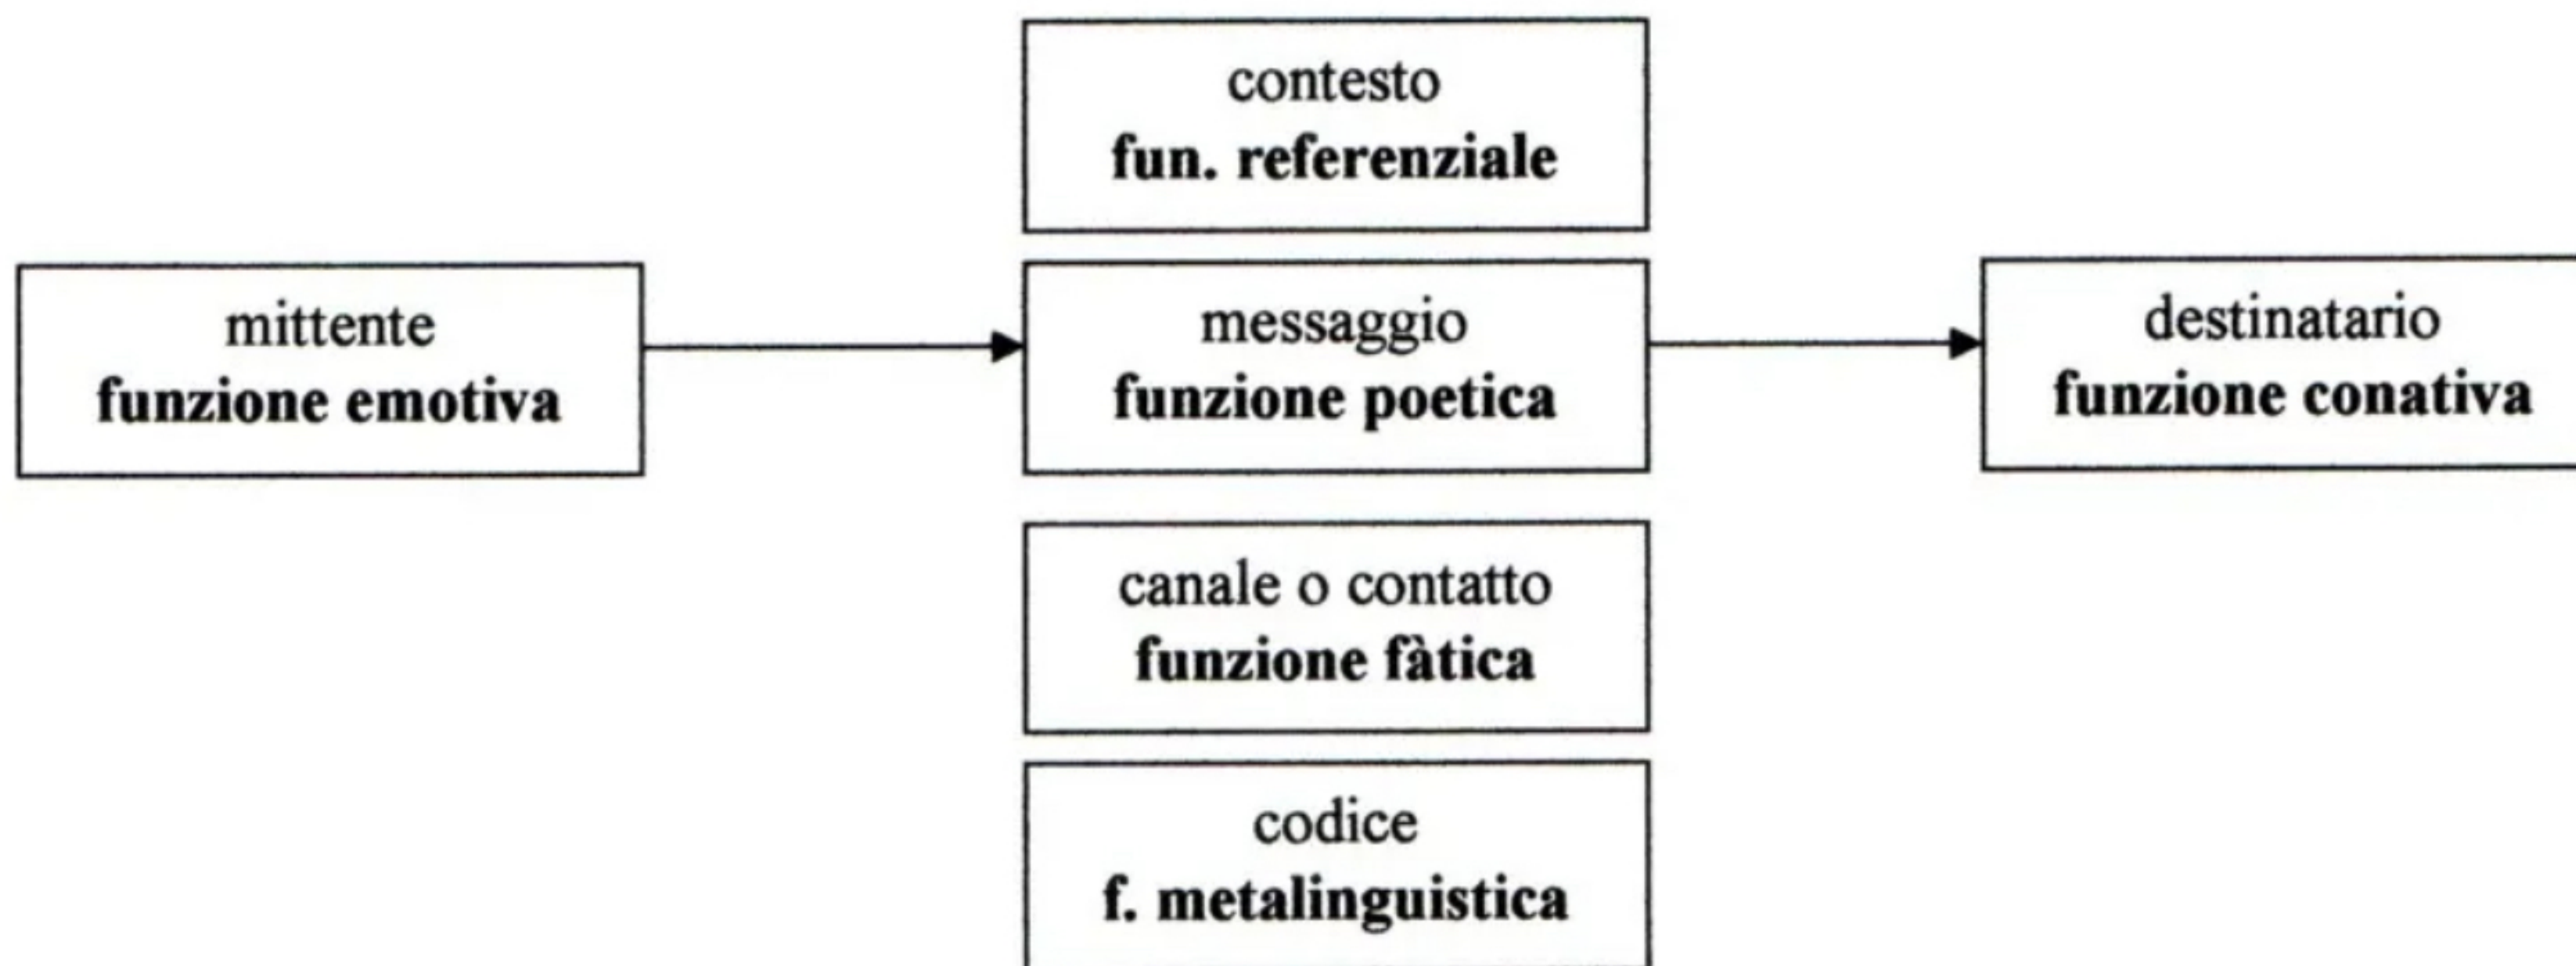 contesto
fun. referenziale
mittente
funzione emotiva
messaggio
funzione poetica
destinatario
funzione conativa
canale o contatto
funzione fàtica
codice
f. metalinguistica